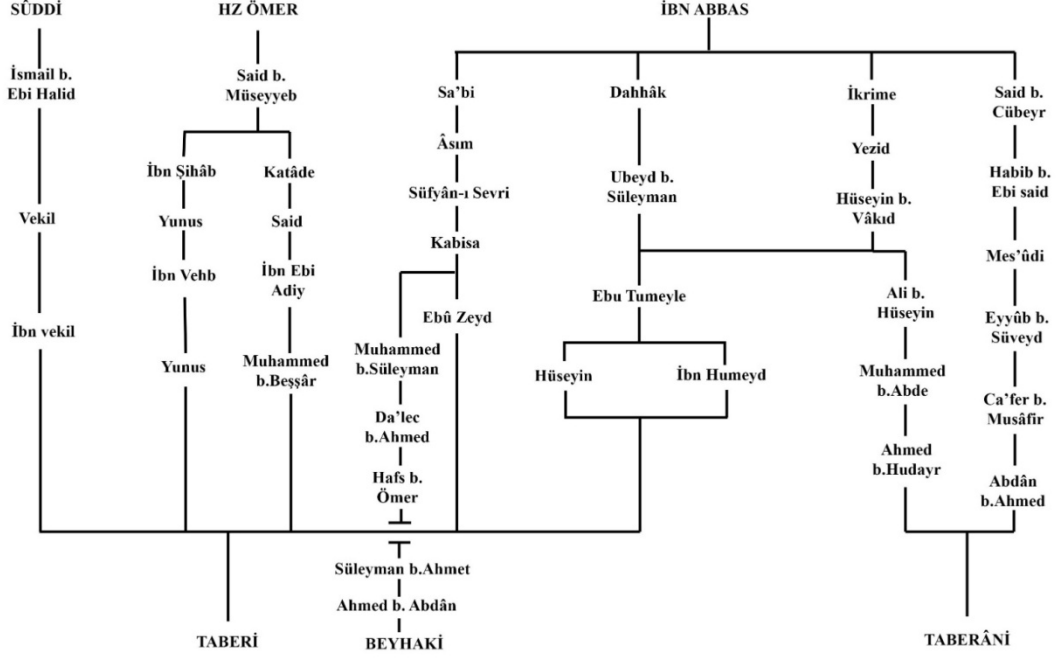 SÛDDİ
HZ ÖMER
İBN ABBAS
İsmail b.
Ebi Halid
Vekil
İbn vekil
Said b.
Müseyyeb
İbn Şihâb
Yunus
İbn Vehb
Yunus
Katâde
Said
İbn Ebi
Adiy
Muhammed
b.Beşşâr
Sa’bi
Âsım
Süfyân-ı Sevri
Kabisa
Muhammed
b.Süleyman
Da’lec
b.Ahmed
Hafs b.
Ömer
Ebû Zeyd
Dahhâk
Ubeyd b.
Süleyman
Ebu Tumeyle
Hüseyin
İbn Humeyd
İkrime
Yezid
Hüseyin b.
Vâkıd
Ali b.
Hüseyin
Muhammed
b.Abde
Ahmed
b.Hudayr
Said b.
Cübeyr
Habib b.
Ebi said
Mes’ûdi
Eyyûb b.
Süveyd
Ca’fer b.
Musâfir
Abdân
b.Ahmed
Süleyman b.Ahmet
Ahmed b. Abdân
TABERİ
BEYHAKİ
TABERÂNİ